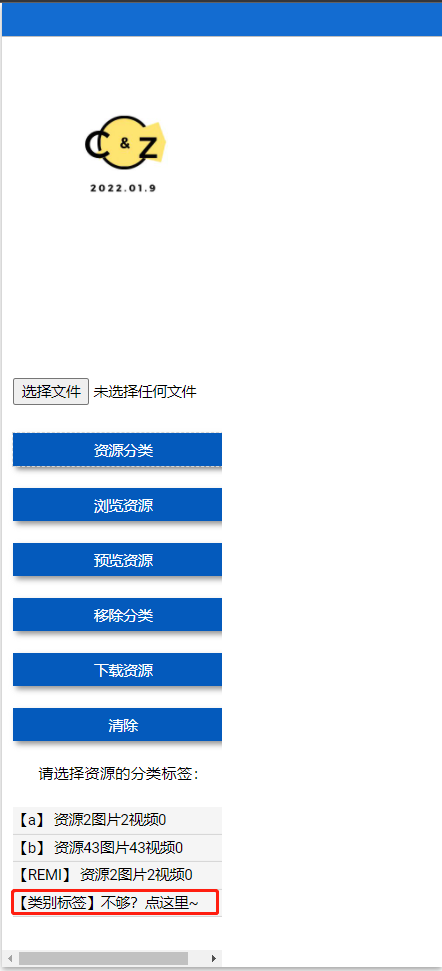 C & Z
2022.01.9
选择文件 未选择任何文件
资源分类
浏览资源
预览资源
移除分类
下载资源
清除
请选择资源的分类标签：
【a】 资源2图片2视频0
【b】 资源43图片43视频0
【REMI】 资源2图片2视频0
【类别标签】不够？点这里~